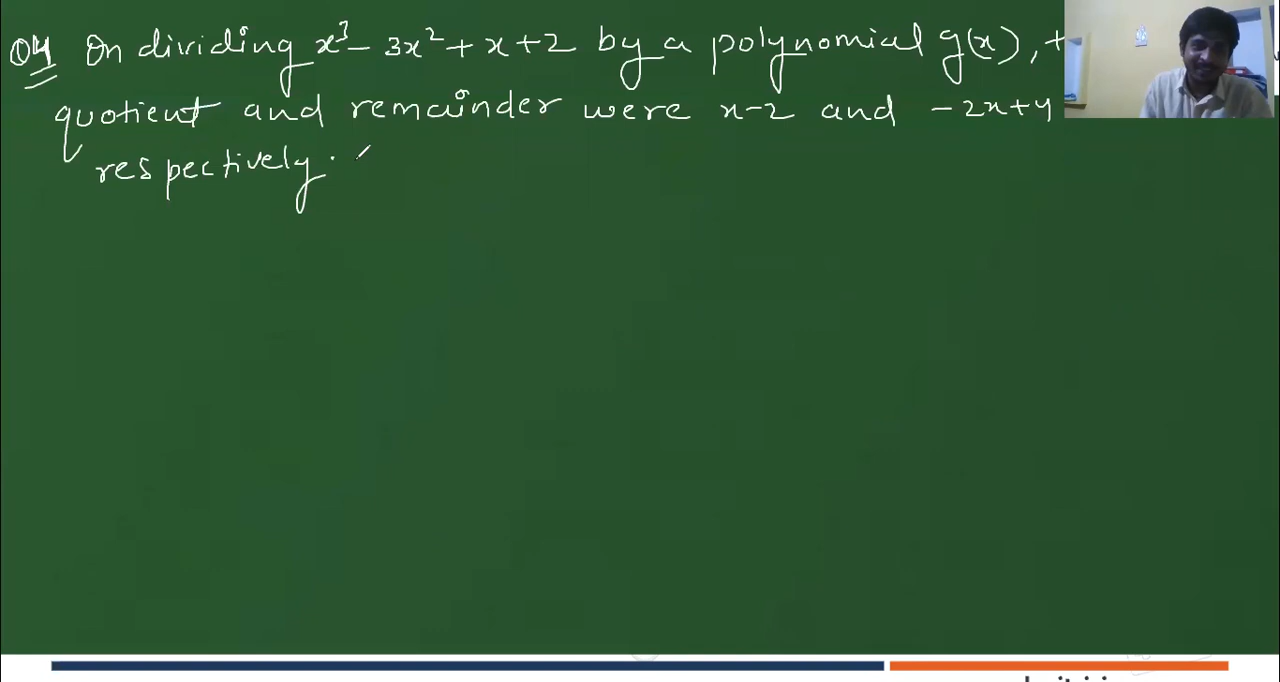 Q4 On dividing x³ - 3x² + x + 2 by a polynomial g(x), t
quotient and remainder were x-2 and -2x+4
respectively.